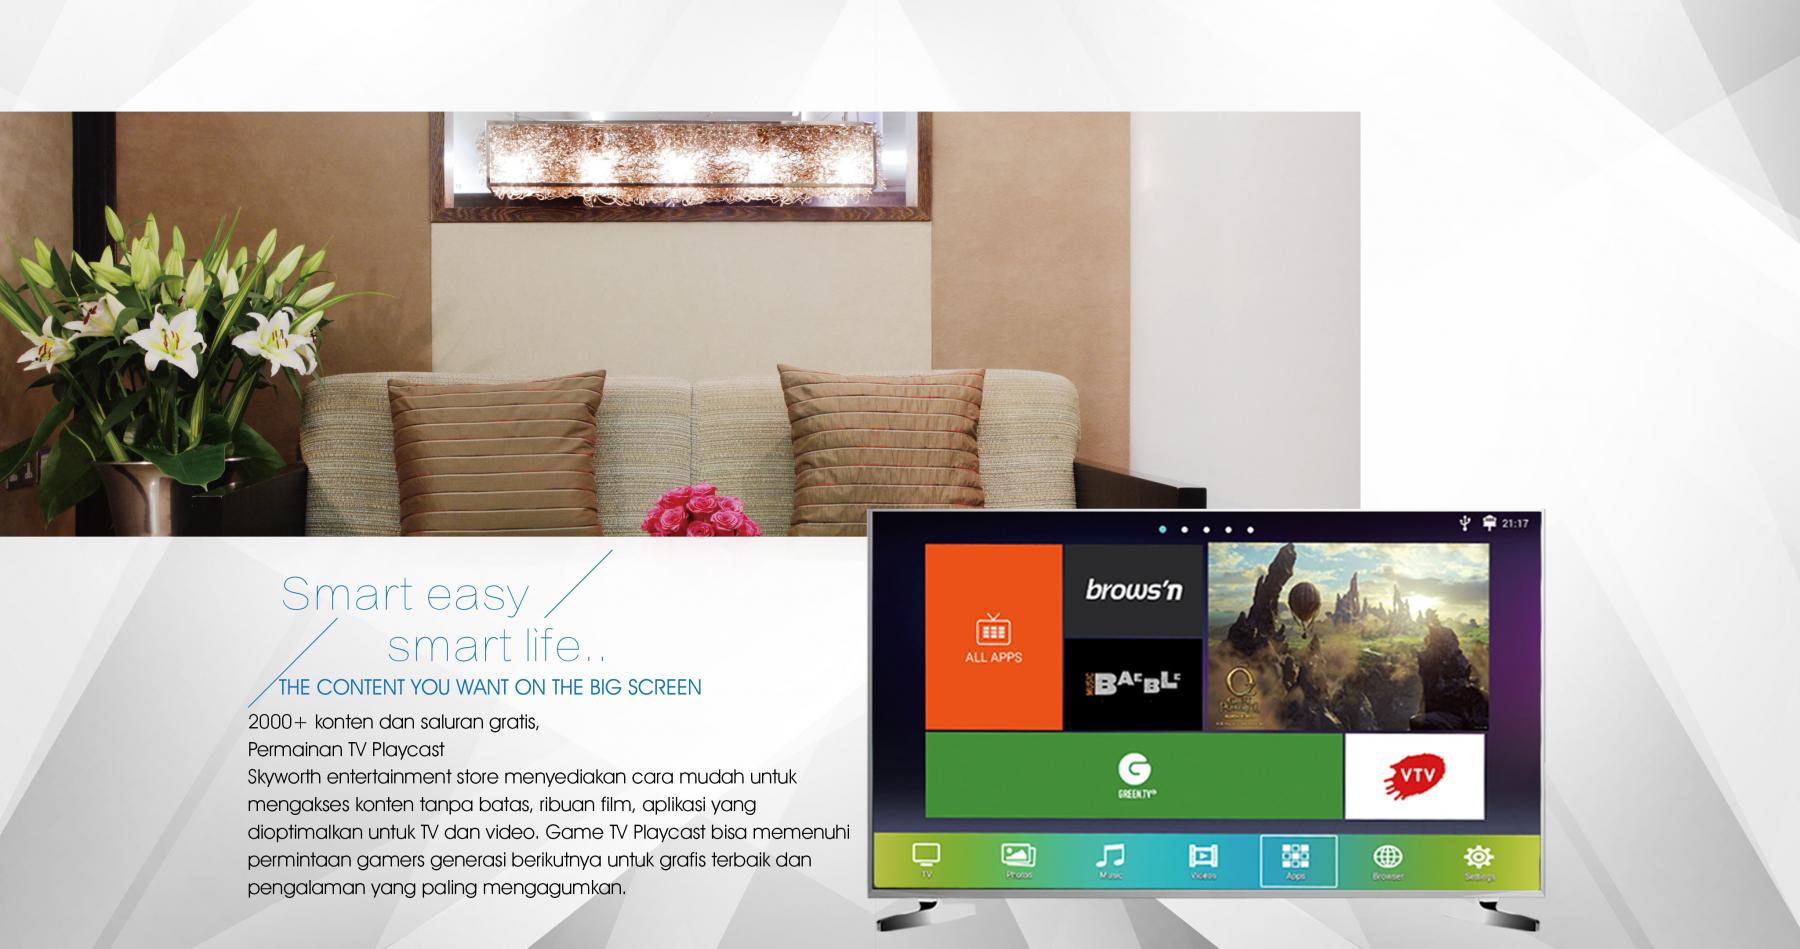 Smart easy
smart life..
THE CONTENT YOU WANT ON THE BIG SCREEN
2000+ konten dan saluran gratis,
Permainan TV Playcast
Skyworth entertainment store menyediakan cara mudah untuk
mengakses konten tanpa batas, ribuan film, aplikasi yang
dioptimalkan untuk TV dan video. Game TV Playcast bisa memenuhi
permintaan gamers generasi berikutnya untuk grafis terbaik dan
pengalaman yang paling mengagumkan.
21:17
ALL APPS
brows'n
MUSIC BAEBLE
G
GREEN.TV
VTV
TV
Photos
Music
Videos
Apps
Browser
Settings